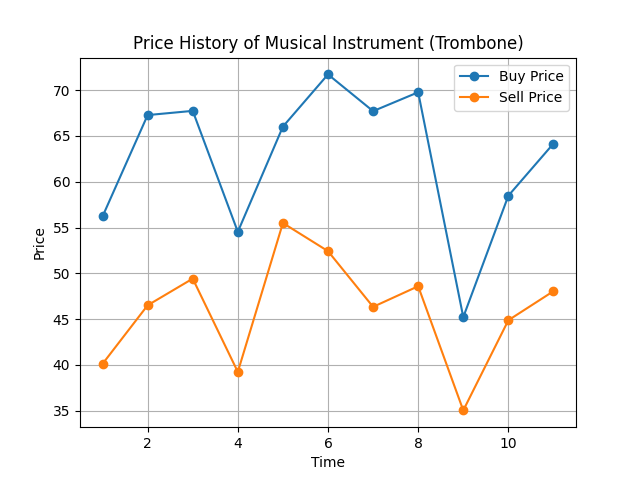 Price History of Musical Instrument (Trombone)
Buy Price
Sell Price
70
65
60
55
50
45
40
35
Price
2 4 6 8 10
Time